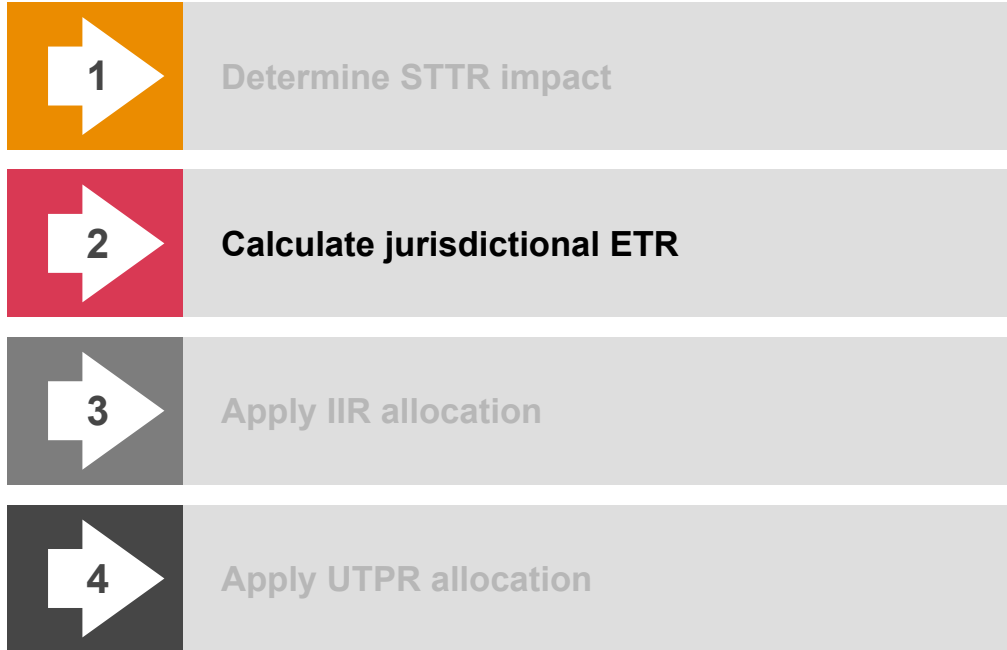 1
Determine STTR impact
2
Calculate jurisdictional ETR
3
Apply IIR allocation
4
Apply UTPR allocation